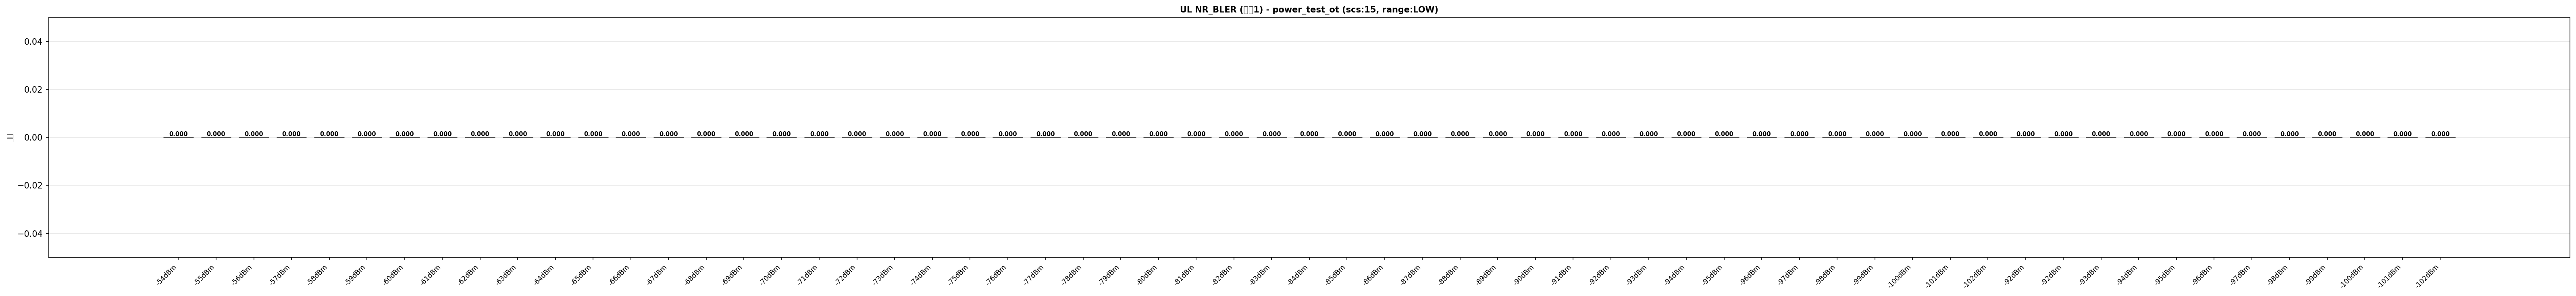 UL NR_BLER (□□1) - power_test_ot (scs:15, range:LOW)
□□
0.04
0.02
0.00
−0.02
−0.04
0.000 0.000 0.000 0.000 0.000 0.000 0.000 0.000 0.000 0.000 0.000 0.000 0.000 0.000 0.000 0.000 0.000 0.000 0.000 0.000 0.000 0.000 0.000 0.000 0.000 0.000 0.000 0.000 0.000 0.000 0.000 0.000 0.000 0.000 0.000 0.000 0.000 0.000 0.000 0.000 0.000 0.000 0.000 0.000 0.000 0.000 0.000 0.000 0.000 0.000 0.000 0.000 0.000 0.000 0.000 0.000 0.000 0.000 0.000 0.000 0.000
-54dBm -55dBm -56dBm -57dBm -58dBm -59dBm -60dBm -61dBm -62dBm -63dBm -64dBm -65dBm -66dBm -67dBm -68dBm -69dBm -70dBm -71dBm -72dBm -73dBm -74dBm -75dBm -76dBm -77dBm -78dBm -79dBm -80dBm -81dBm -82dBm -83dBm -84dBm -85dBm -86dBm -87dBm -88dBm -89dBm -90dBm -91dBm -92dBm -93dBm -94dBm -95dBm -96dBm -97dBm -98dBm -99dBm -100dBm -101dBm -102dBm -92dBm -92dBm -93dBm -94dBm -95dBm -96dBm -97dBm -98dBm -99dBm -100dBm -101dBm -102dBm